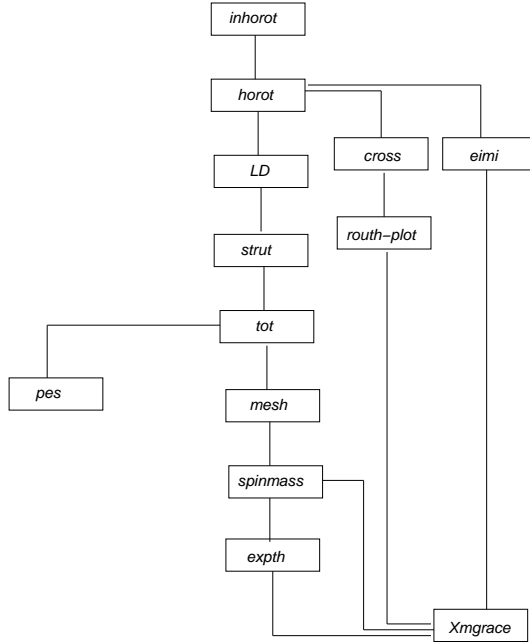 inhorot
horot
cross
eimi
LD
routh−plot
strut
tot
pes
mesh
spinmass
expth
Xmgrace